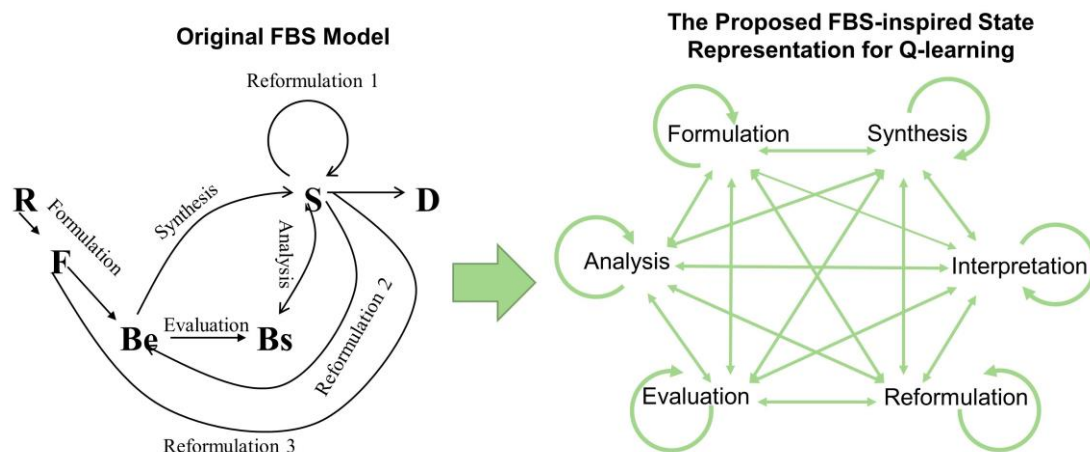 Original FBS Model
Reformulation 1
R
Formulation
F
Synthesis
S
D
Analysis
Be
Evaluation
Bs
Reformulation 2
Reformulation 3
The Proposed FBS-inspired State
Representation for Q-learning
Formulation
Synthesis
Analysis
Interpretation
Evaluation
Reformulation